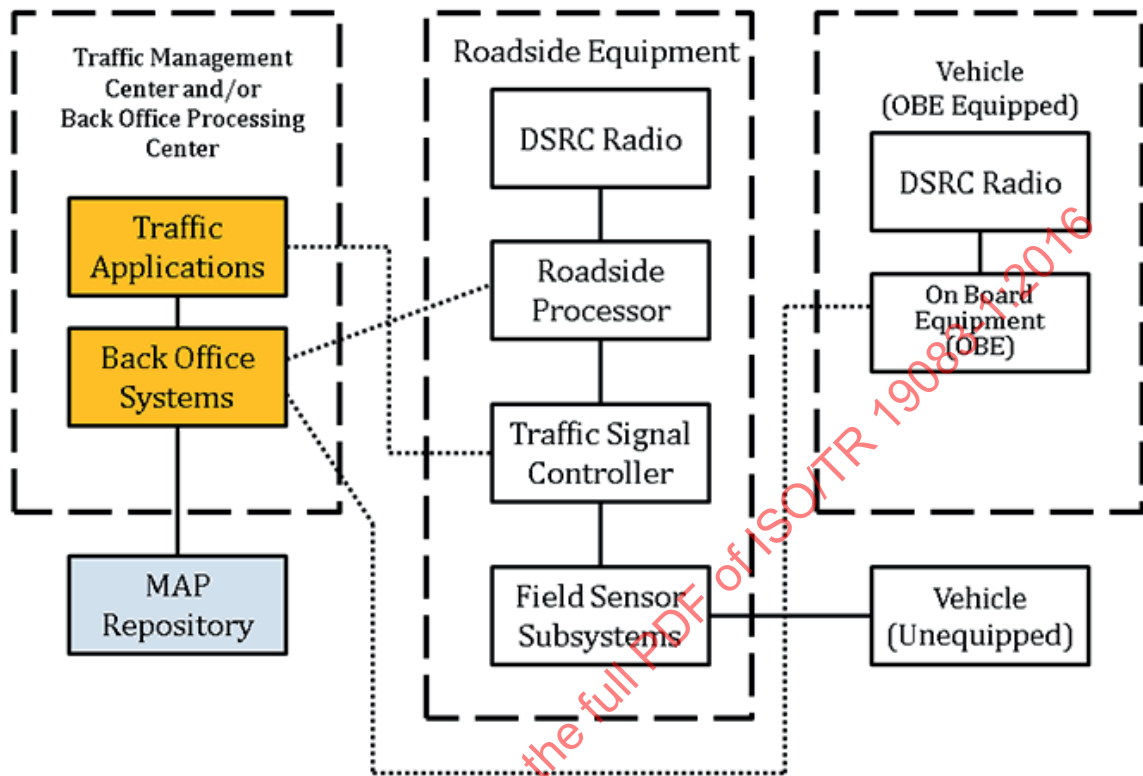 Traffic Management
Center and/or
Back Office Processing
Center
Traffic
Applications
Back Office
Systems
MAP
Repository
Roadside Equipment
DSRC Radio
Roadside
Processor
Traffic Signal
Controller
Field Sensor
Subsystems
Vehicle
(OBE Equipped)
DSRC Radio
On Board
Equipment
(OBE)
Vehicle
(Unequipped)
the full PDF of ISO/TR 19083-1:2016